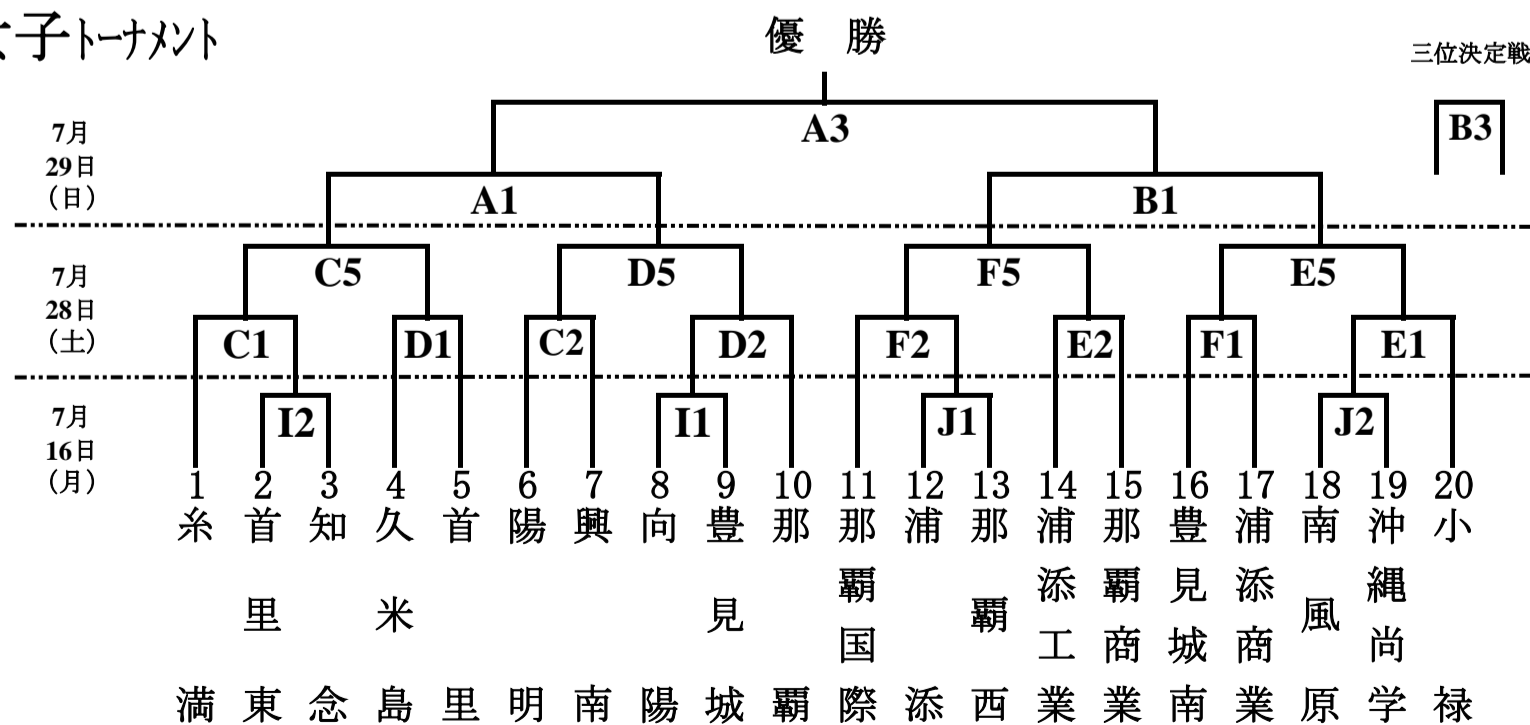 女子トーナメント
優 勝
三位決定戦
7月
29日
(日)
A3
B3
A1
B1
7月
28日
(土)
C5
D5
F5
E5
C1
D1
C2
D2
F2
E2
F1
E1
7月
16日
(月)
I2
I1
J1
J2
1
糸満
2
首里東
3
知念
4
久米島
5
首里
6
陽明
7
興南
8
向陽
9
豊見城
10
那覇
11
那覇国際
12
浦添
13
那覇西
14
浦添工業
15
那覇商業
16
豊見城南
17
浦添商業
18
南風原
19
沖縄尚学
20
小禄